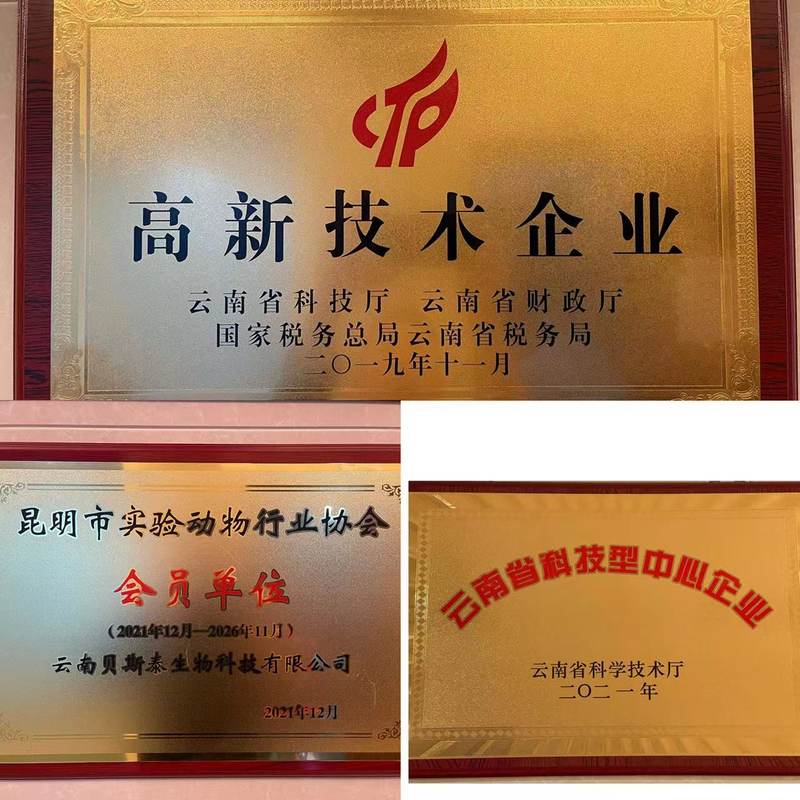 CTP
高新技术企业
云南省科技厅 云南省财政厅
国家税务总局云南省税务局
二〇一九年十一月
昆明市实验动物行业协会
会员单位
（2021年12月—2026年11月）
云南贝斯泰生物科技有限公司
2021年12月
云南省科技型中心企业
云南省科学技术厅
二〇二一年